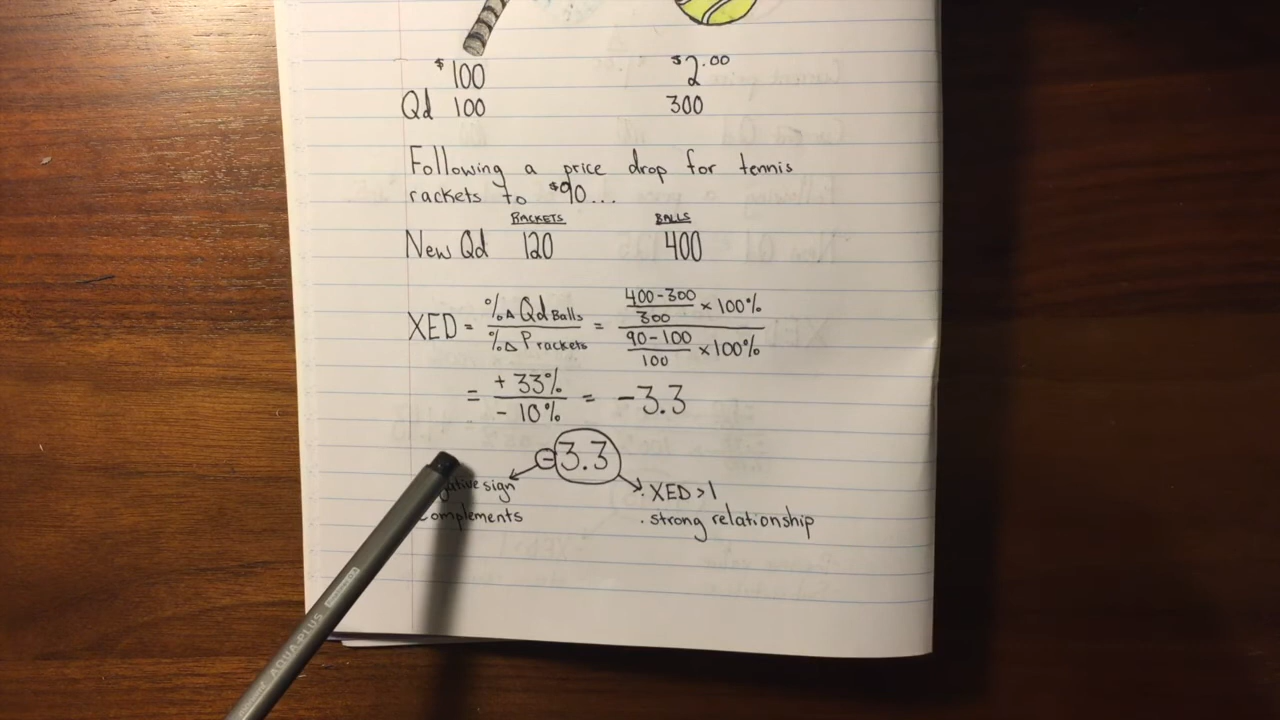 $100 $2.00
Qd 100 300
Following a price drop for tennis
rackets to $90...
RACKETS BALLS
New Qd 120 400
XED = %Δ Qd Balls / %Δ P rackets = (400-300 / 300 × 100%) / (90-100 / 100 × 100%)
= +33% / -10% = -3.3
-3.3
sign · XED > 1
complements · strong relationship
AQUA-PLUS